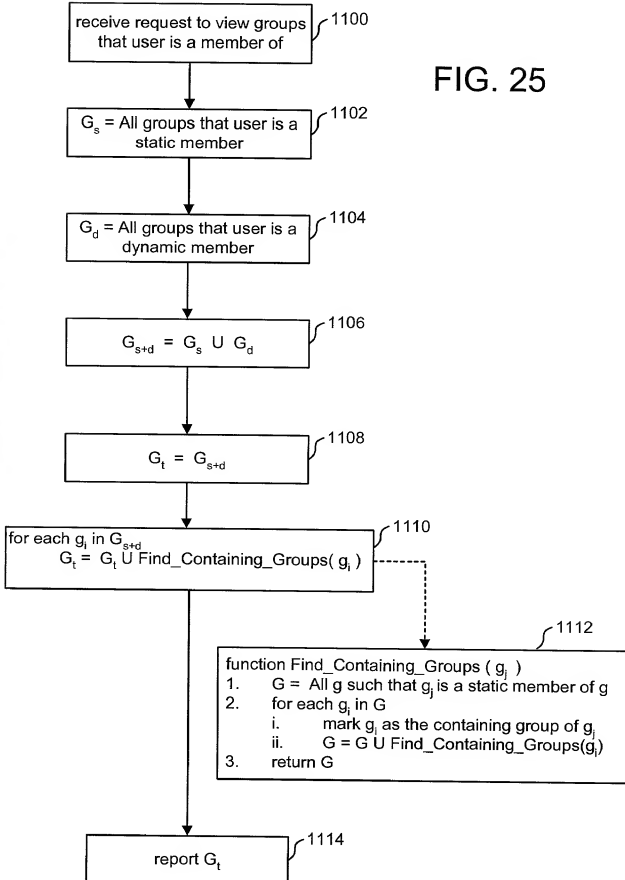 receive request to view groups
that user is a member of
1100
FIG. 25
G_s = All groups that user is a
static member
1102
G_d = All groups that user is a
dynamic member
1104
G_s+d = G_s U G_d
1106
G_t = G_s+d
1108
for each g_i in G_s+d
G_t = G_t U Find_Containing_Groups( g_i )
1110
1112
function Find_Containing_Groups ( g_j )
1. G = All g such that g_j is a static member of g
2. for each g_i in G
i. mark g_i as the containing group of g_j
ii. G = G U Find_Containing_Groups(g_i)
3. return G
report G_t
1114